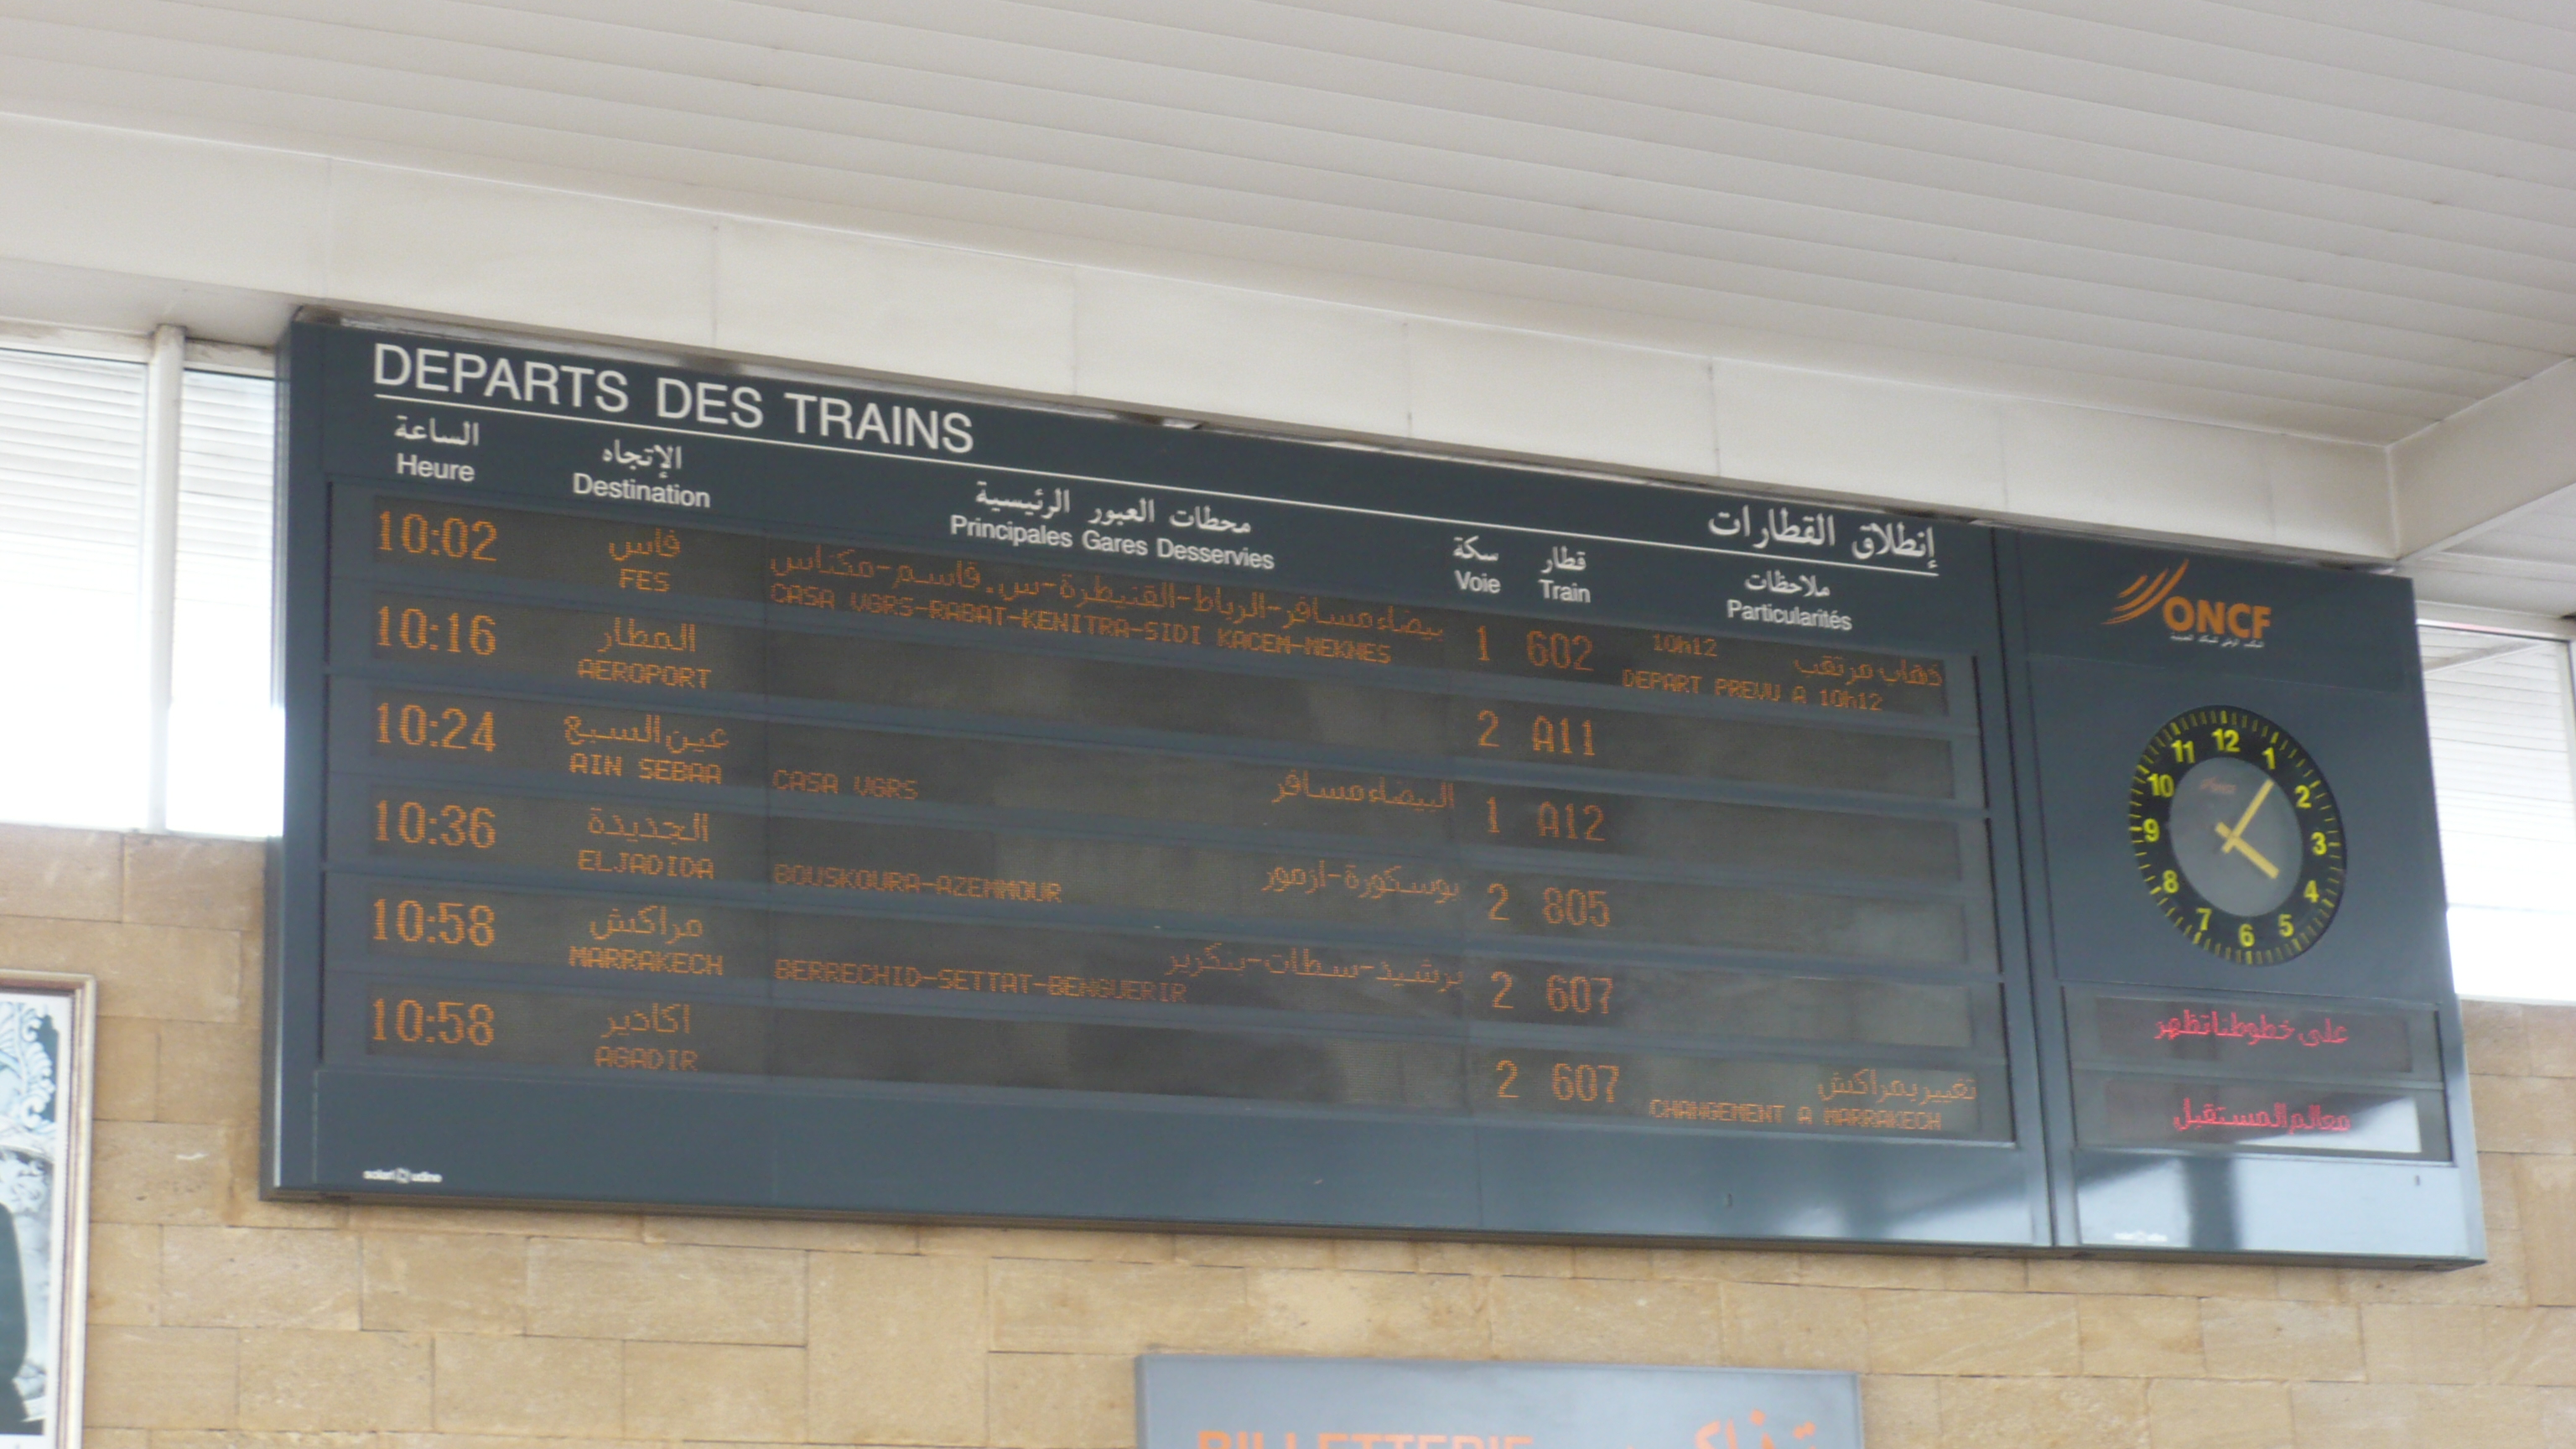 DEPARTS DES TRAINS
إنطلاق القطارات
الساعة
Heure
الإتجاه
Destination
محطات العبور الرئيسية
Principales Gares Desservies
سكة
Voie
قطار
Train
ملاحظات
Particularités
10:02
فاس
FES
بيضاء مسافر-الرباط-القنيطرة-س.قاسم-مكناس
CASA VGRS-RABAT-KENITRA-SIDI KACEM-MEKNES
1 602
ذهاب مرتقب 10h12
DEPART PREVU A 10h12
10:16
المطار
AEROPORT
2 A11
10:24
عين السبع
AIN SEBAA
البيضاء مسافر
CASA VGRS
1 A12
10:36
الجديدة
ELJADIDA
بوسكورة-ازمور
BOUSKOURA-AZEMMOUR
2 805
10:58
مراكش
MARRAKECH
برشيد-سطات-بنكرير
BERRECHID-SETTAT-BENGUERIR
2 607
10:58
اكادير
AGADIR
2 607
تغيير بمراكش
CHANGEMENT A MARRAKECH
solari udine
ONCF
12
1
2
3
4
5
6
7
8
9
10
11
على خطوطنا تظهر
معالم المستقبل
BILLETTERIE